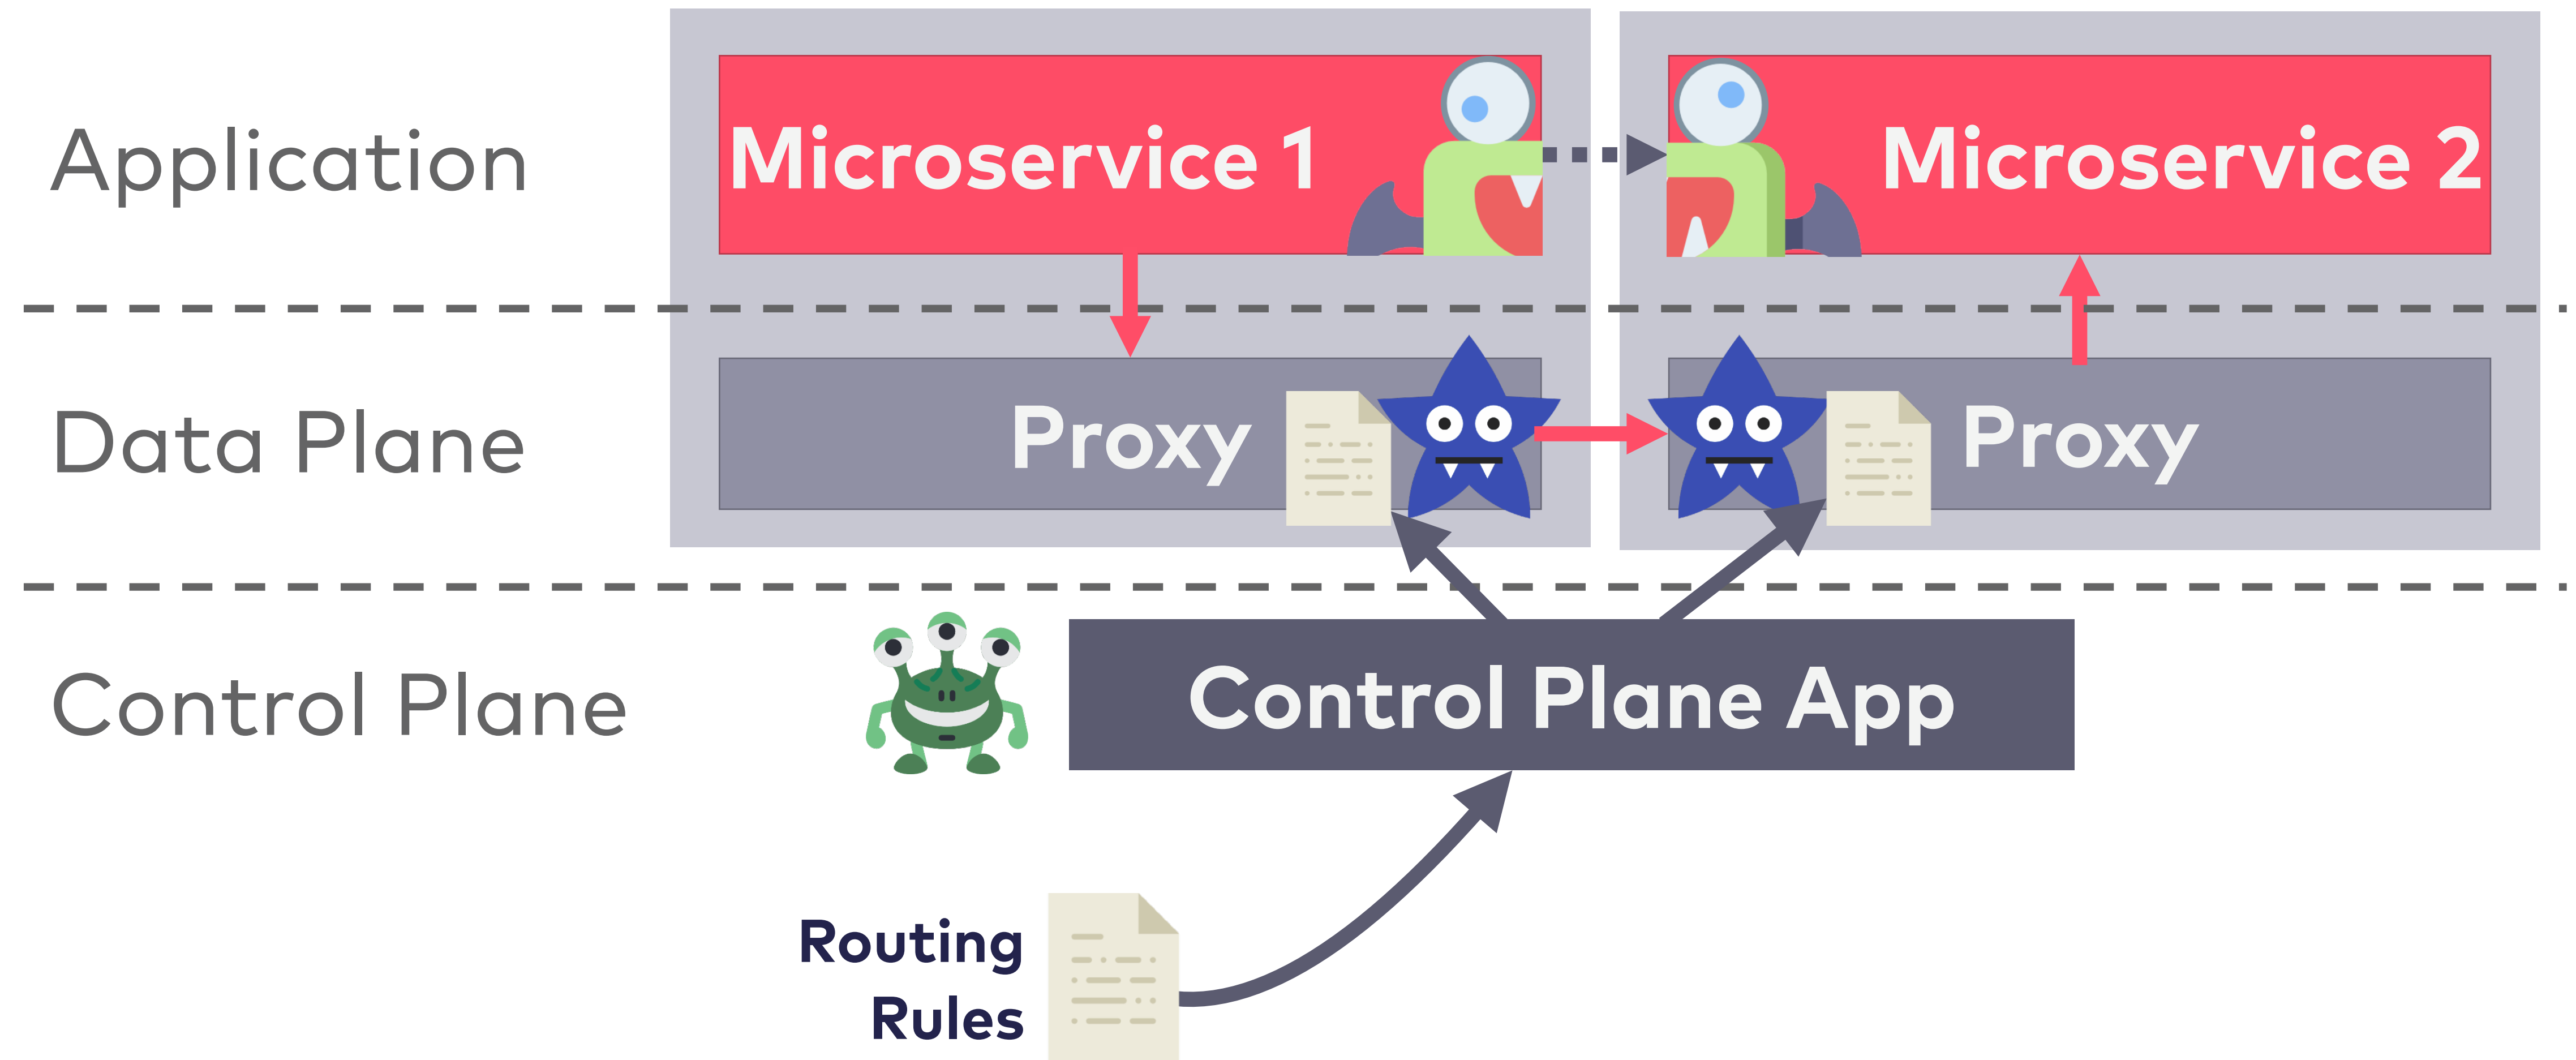 Application
Microservice 1
Microservice 2
Data Plane
Proxy
Proxy
Control Plane
Control Plane App
Routing
Rules